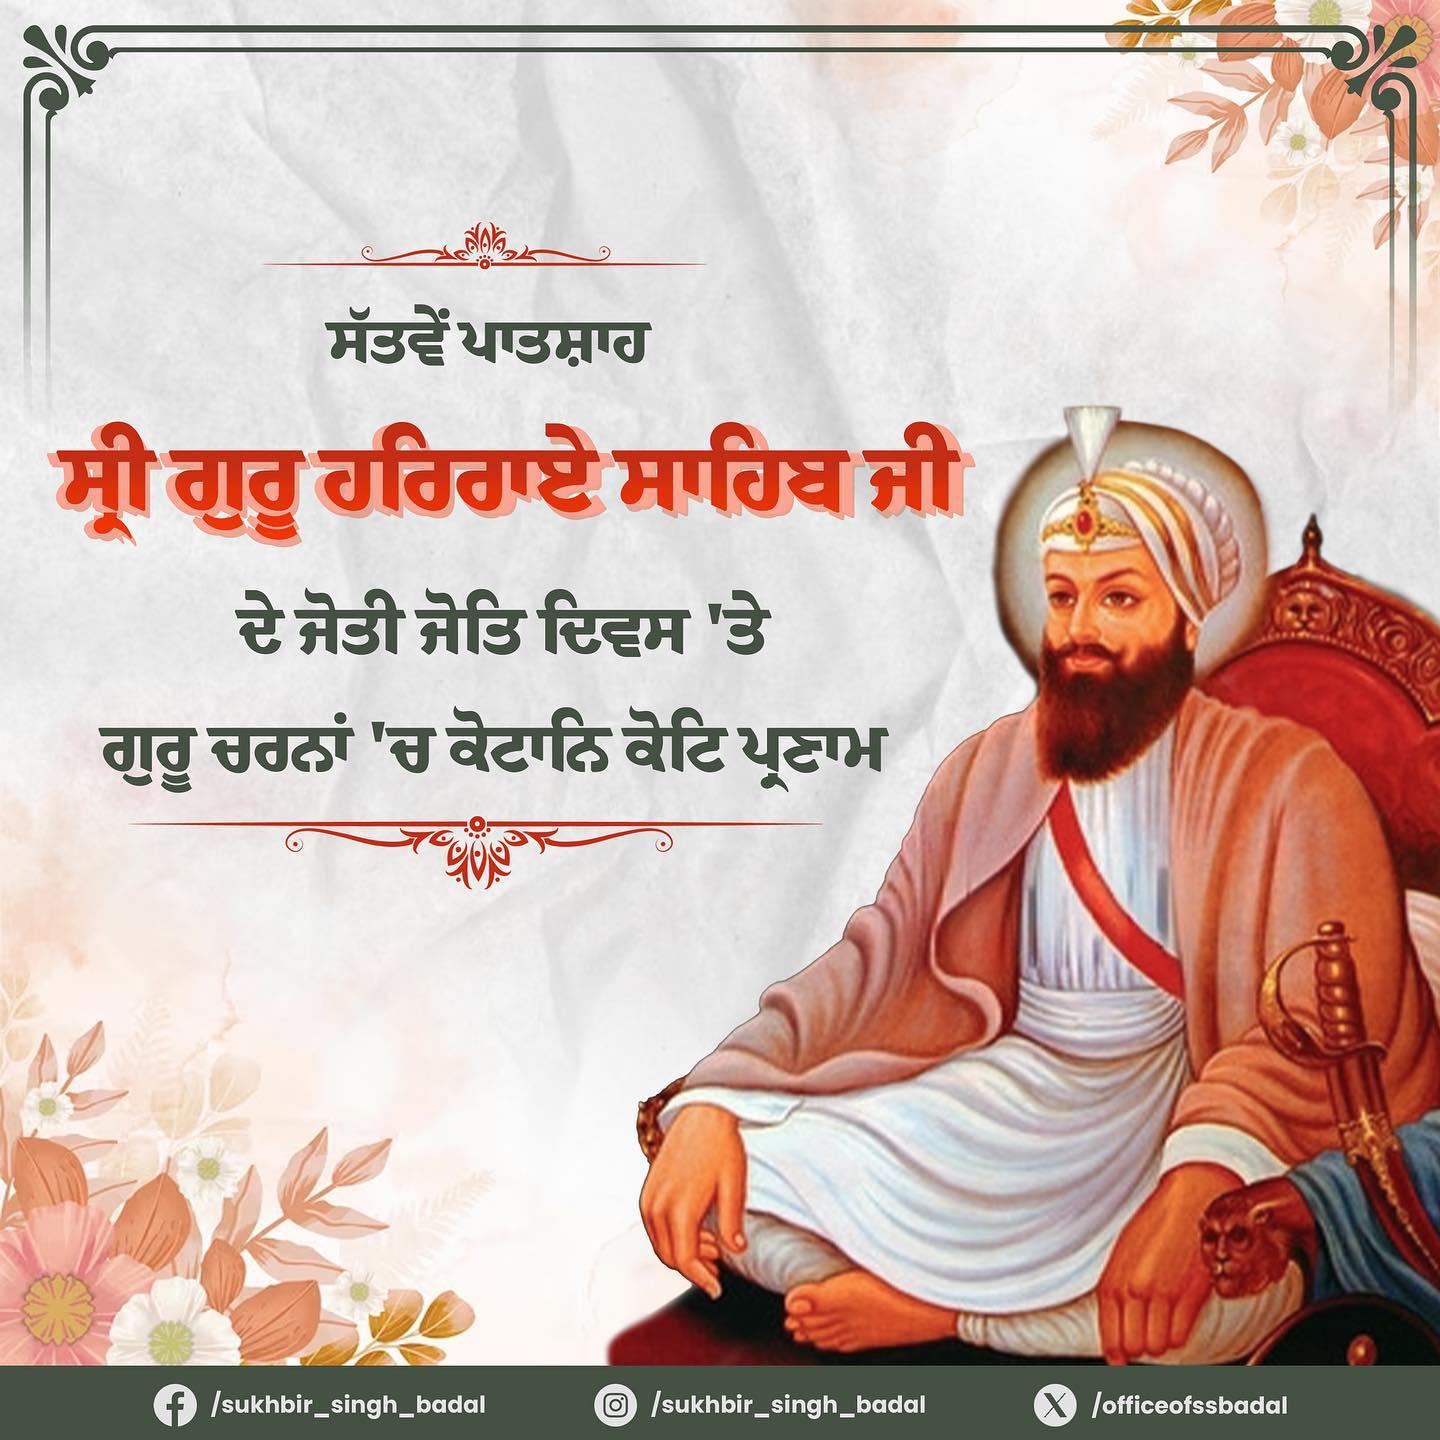 ਸੱਤਵੇਂ ਪਾਤਸ਼ਾਹ
ਸ੍ਰੀ ਗੁਰੂ ਹਰਿਰਾਏ ਸਾਹਿਬ ਜੀ
ਦੇ ਜੋਤੀ ਜੋਤਿ ਦਿਵਸ 'ਤੇ
ਗੁਰੂ ਚਰਨਾਂ 'ਚ ਕੋਟਾਨਿ ਕੋਟਿ ਪ੍ਰਣਾਮ
/sukhbir_singh_badal /sukhbir_singh_badal /officeofssbadal